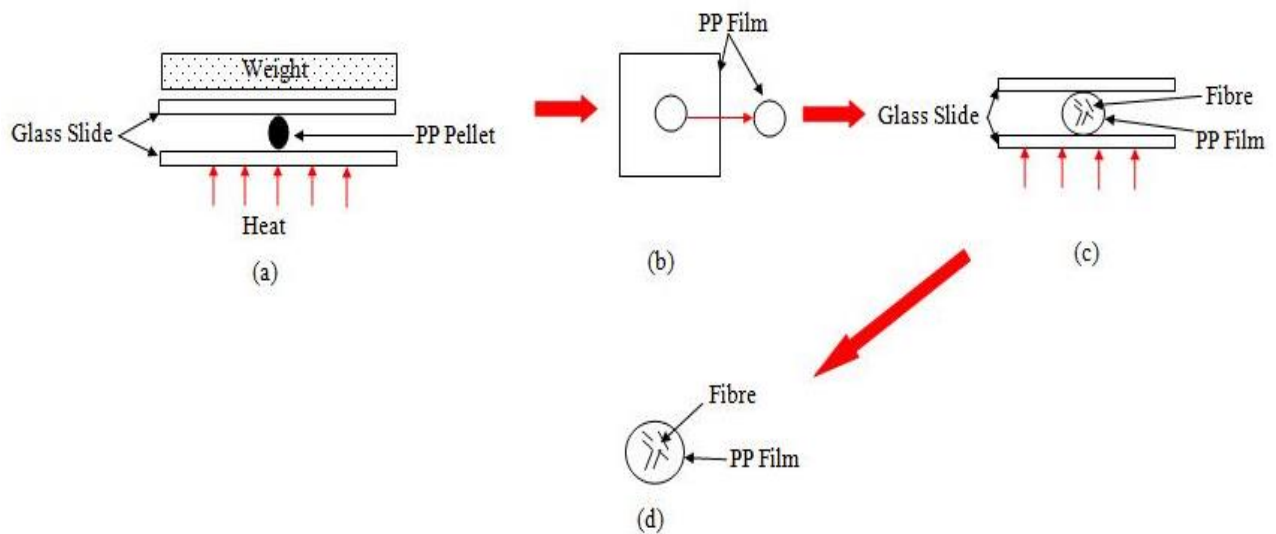 Weight
Glass Slide
PP Pellet
Heat
(a)
PP Film
(b)
Glass Slide
Fibre
PP Film
(c)
Fibre
PP Film
(d)